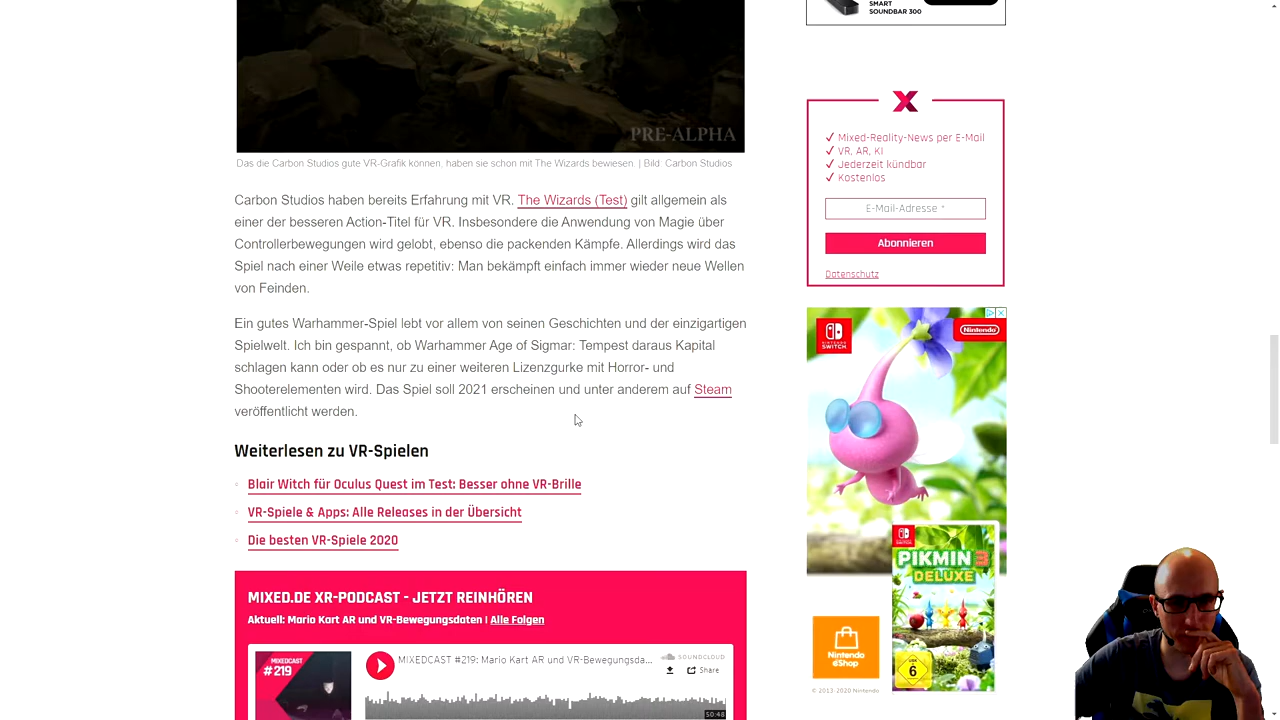 SMART
SOUNDBAR 300
PRE-ALPHA
Das die Carbon Studios gute VR-Grafik können, haben sie schon mit The Wizards bewiesen. | Bild: Carbon Studios
Carbon Studios haben bereits Erfahrung mit VR. The Wizards (Test) gilt allgemein als
einer der besseren Action-Titel für VR. Insbesondere die Anwendung von Magie über
Controllerbewegungen wird gelobt, ebenso die packenden Kämpfe. Allerdings wird das
Spiel nach einer Weile etwas repetitiv: Man bekämpft einfach immer wieder neue Wellen
von Feinden.
Ein gutes Warhammer-Spiel lebt vor allem von seinen Geschichten und der einzigartigen
Spielwelt. Ich bin gespannt, ob Warhammer Age of Sigmar: Tempest daraus Kapital
schlagen kann oder ob es nur zu einer weiteren Lizenzgurke mit Horror- und
Shooterelementen wird. Das Spiel soll 2021 erscheinen und unter anderem auf Steam
veröffentlicht werden.
Weiterlesen zu VR-Spielen
Blair Witch für Oculus Quest im Test: Besser ohne VR-Brille
VR-Spiele & Apps: Alle Releases in der Übersicht
Die besten VR-Spiele 2020
MIXED.DE XR-PODCAST - JETZT REINHÖREN
Aktuell: Mario Kart AR und VR-Bewegungsdaten | Alle Folgen
MIXEDCAST
#219
MIXEDCAST #219: Mario Kart AR und VR-Bewegungsda...
SOUNDCLOUD
Share
50:48
X
✓ Mixed-Reality-News per E-Mail
✓ VR, AR, KI
✓ Jederzeit kündbar
✓ Kostenlos
E-Mail-Adresse *
Abonnieren
Datenschutz
NINTENDO
SWITCH
Nintendo
PIKMIN 3
DELUXE
6
Nintendo
eShop
© 2013-2020 Nintendo